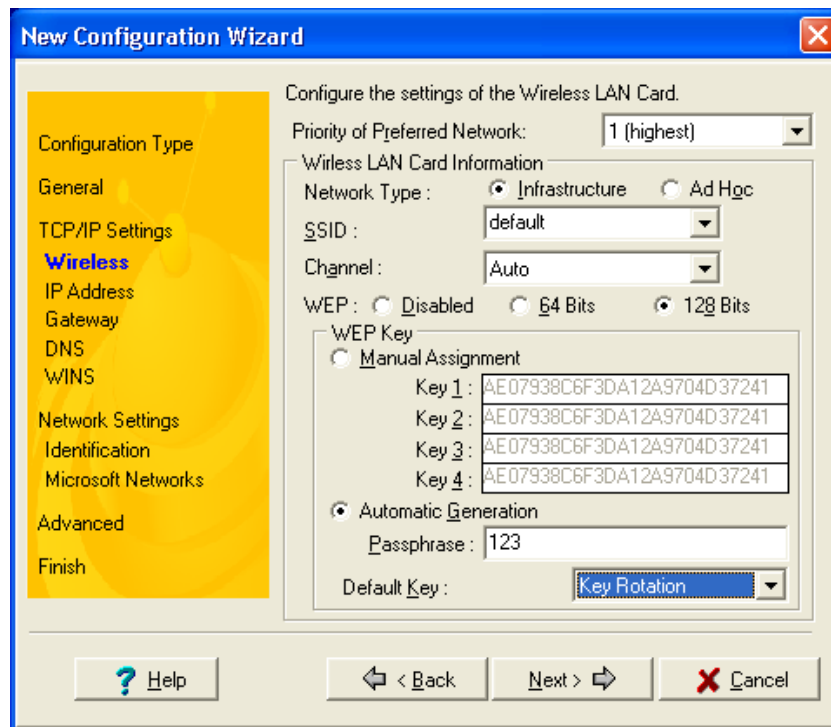 New Configuration Wizard
Configuration Type
General
TCP/IP Settings
Wireless
IP Address
Gateway
DNS
WINS
Network Settings
Identification
Microsoft Networks
Advanced
Finish
Configure the settings of the Wireless LAN Card.
Priority of Preferred Network: 1 (highest)
Wirless LAN Card Information
Network Type : Infrastructure Ad Hoc
SSID : default
Channel : Auto
WEP : Disabled 64 Bits 128 Bits
WEP Key
Manual Assignment
Key 1 : AE07938C6F3DA12A9704D37241
Key 2 : AE07938C6F3DA12A9704D37241
Key 3 : AE07938C6F3DA12A9704D37241
Key 4 : AE07938C6F3DA12A9704D37241
Automatic Generation
Passphrase : 123
Default Key : Key Rotation
? Help < Back Next > Cancel